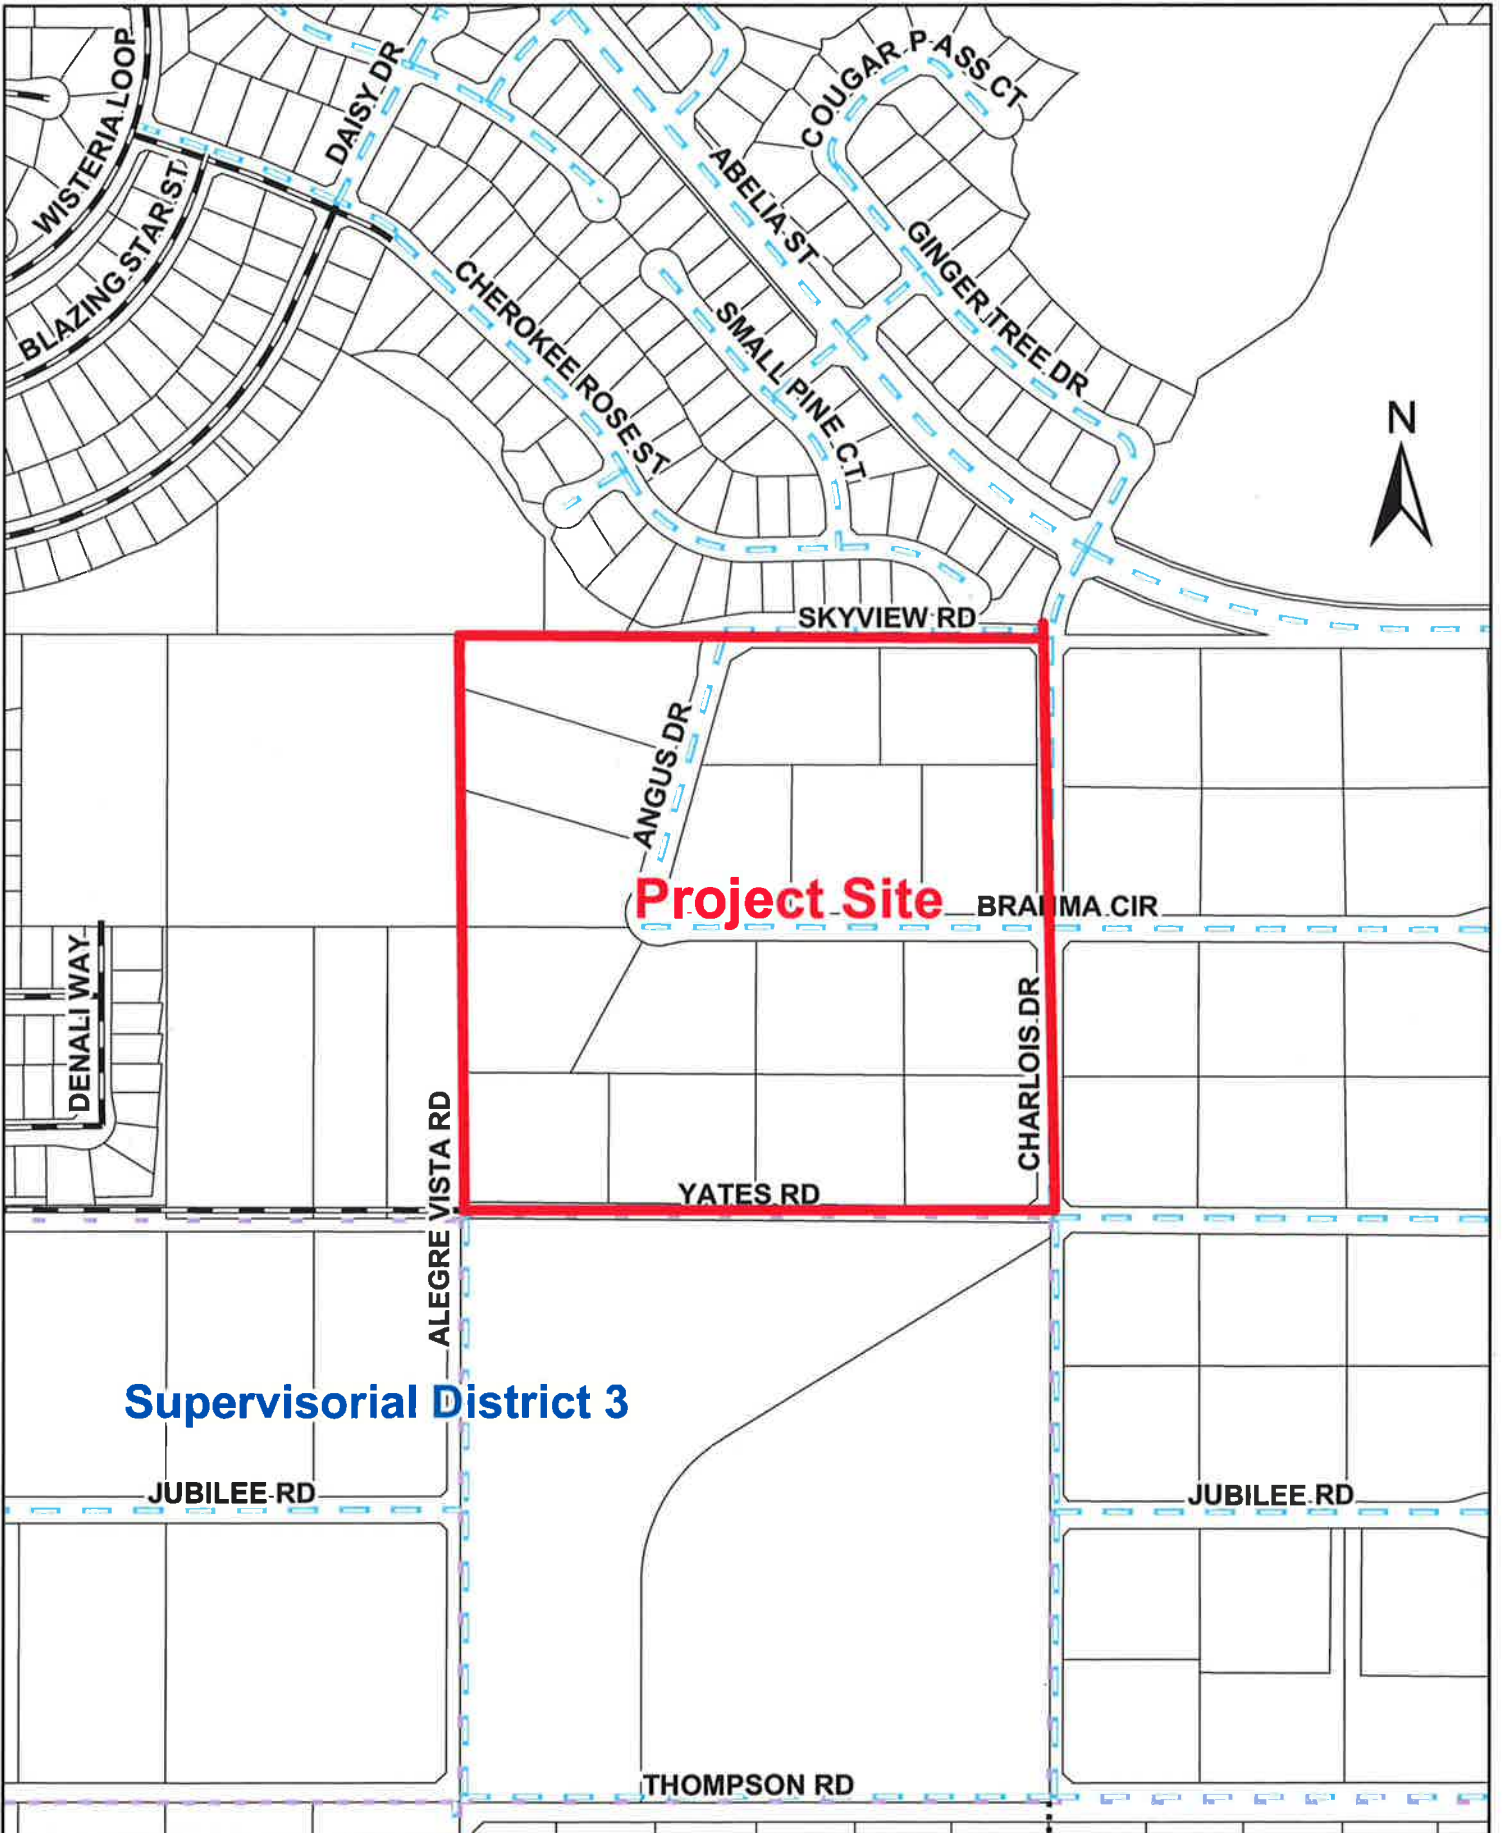 WISTERIA LOOP
DAISY DR
COUGAR PASS CT
BLAZING STAR ST
ABELIA ST
GINGER TREE DR
CHEROKEE ROSE ST
SMALL PINE CT
N
SKYVIEW RD
ANGUS DR
Project Site
BRAHMA CIR
DENALI WAY
CHARLOIS DR
ALEGRE VISTA RD
YATES RD
Supervisorial District 3
JUBILEE RD
JUBILEE RD
THOMPSON RD